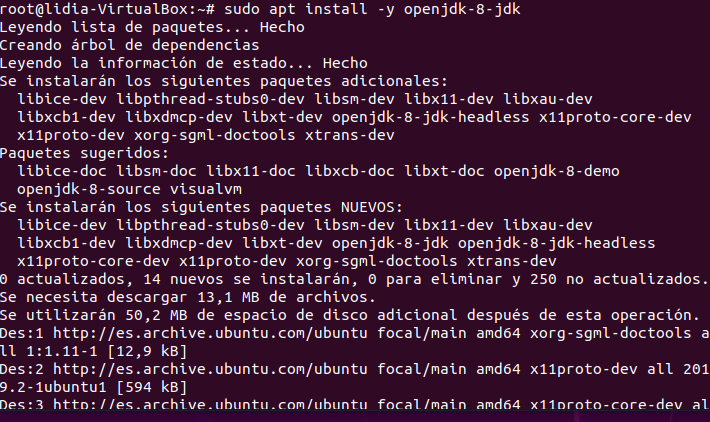 root@lidia-VirtualBox:~# sudo apt install -y openjdk-8-jdk
Leyendo lista de paquetes... Hecho
Creando árbol de dependencias
Leyendo la información de estado... Hecho
Se instalarán los siguientes paquetes adicionales:
  libice-dev libpthread-stubs0-dev libsm-dev libx11-dev libxau-dev
  libxcb1-dev libxdmcp-dev libxt-dev openjdk-8-jdk-headless x11proto-core-dev
  x11proto-dev xorg-sgml-doctools xtrans-dev
Paquetes sugeridos:
  libice-doc libsm-doc libx11-doc libxcb-doc libxt-doc openjdk-8-demo
  openjdk-8-source visualvm
Se instalarán los siguientes paquetes NUEVOS:
  libice-dev libpthread-stubs0-dev libsm-dev libx11-dev libxau-dev
  libxcb1-dev libxdmcp-dev libxt-dev openjdk-8-jdk openjdk-8-jdk-headless
  x11proto-core-dev x11proto-dev xorg-sgml-doctools xtrans-dev
0 actualizados, 14 nuevos se instalarán, 0 para eliminar y 250 no actualizados.
Se necesita descargar 13,1 MB de archivos.
Se utilizarán 50,2 MB de espacio de disco adicional después de esta operación.
Des:1 http://es.archive.ubuntu.com/ubuntu focal/main amd64 xorg-sgml-doctools a
ll 1:1.11-1 [12,9 kB]
Des:2 http://es.archive.ubuntu.com/ubuntu focal/main amd64 x11proto-dev all 201
9.2-1ubuntu1 [594 kB]
Des:3 http://es.archive.ubuntu.com/ubuntu focal/main amd64 x11proto-core-dev al